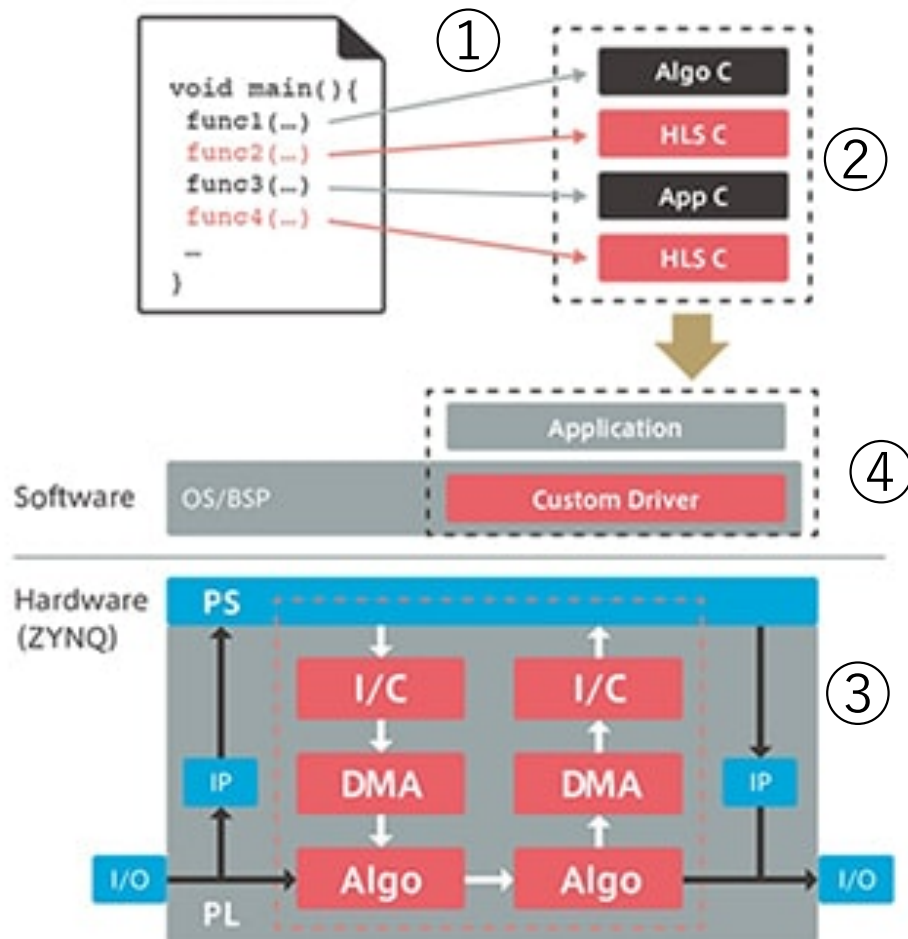 ①
void main(){
func1(…)
func2(…)
func3(…)
func4(…)
…
}
Algo C
HLS C
App C
HLS C
②
Application
Software
OS/BSP
Custom Driver
④
Hardware
(ZYNQ)
PS
I/C
I/C
③
IP
DMA
DMA
IP
I/O
Algo
Algo
I/O
PL